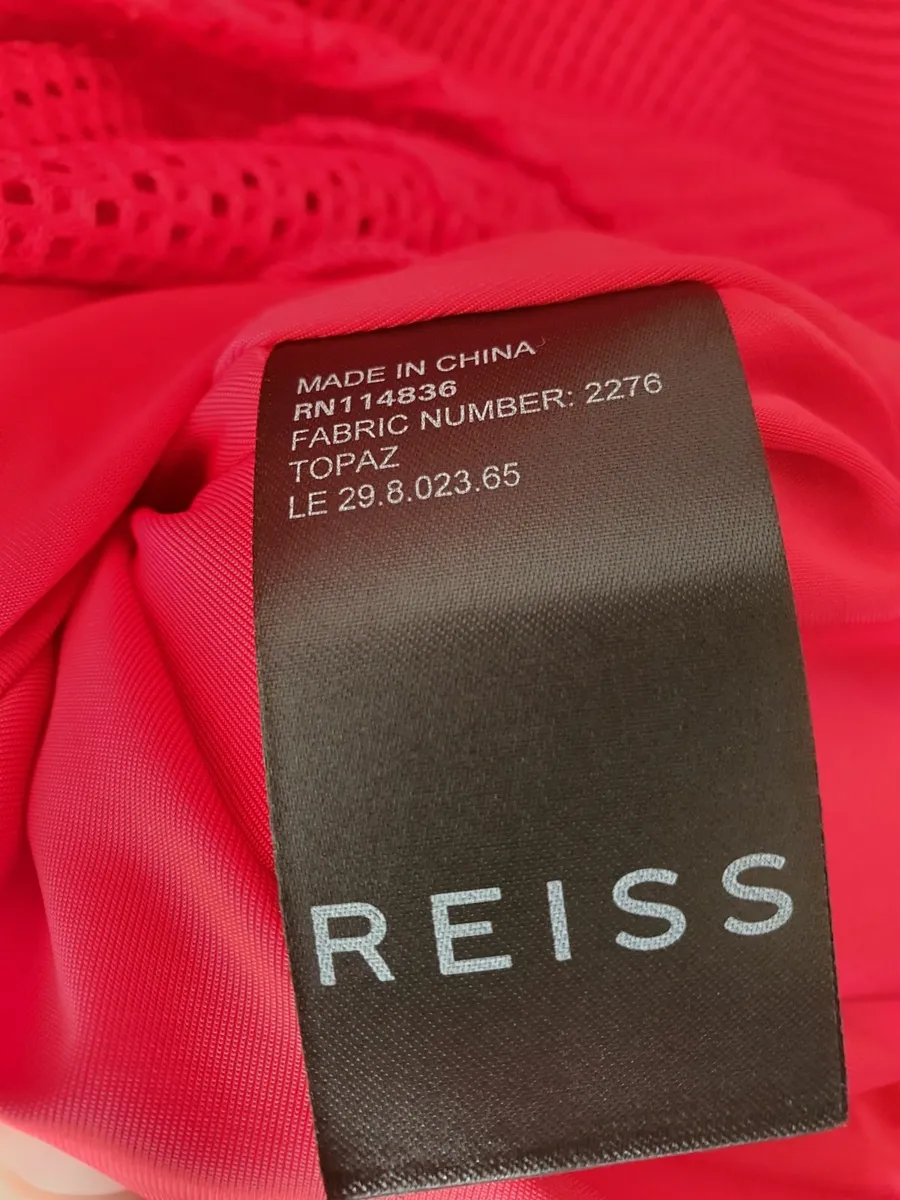 MADE IN CHINA
RN114836
FABRIC NUMBER: 2276
TOPAZ
LE 29.8.023.65
REISS